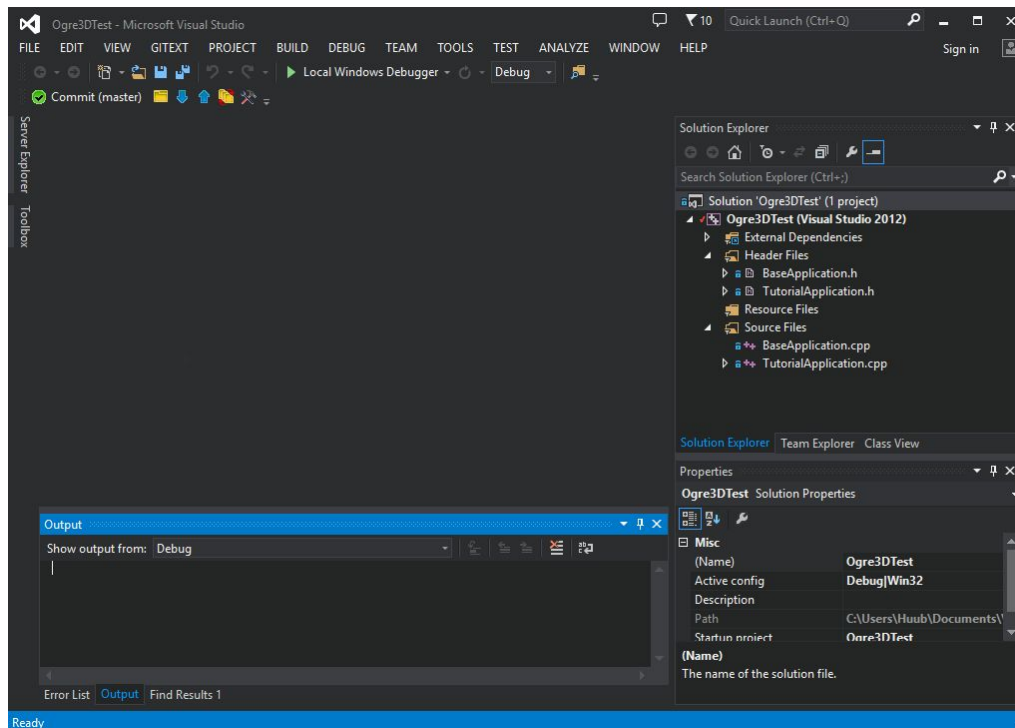 Ogre3DTest - Microsoft Visual Studio
10
Quick Launch (Ctrl+Q)
FILE EDIT VIEW GITEXT PROJECT BUILD DEBUG TEAM TOOLS TEST ANALYZE WINDOW HELP
Sign in
Local Windows Debugger
Debug
Commit (master)
Server Explorer
Toolbox
Solution Explorer
Search Solution Explorer (Ctrl+;)
Solution 'Ogre3DTest' (1 project)
Ogre3DTest (Visual Studio 2012)
External Dependencies
Header Files
BaseApplication.h
TutorialApplication.h
Resource Files
Source Files
BaseApplication.cpp
TutorialApplication.cpp
Solution Explorer Team Explorer Class View
Properties
Ogre3DTest Solution Properties
Misc
(Name) Ogre3DTest
Active config Debug|Win32
Description
Path C:\Users\Huub\Documents\
Startup project Ogre3DTest
(Name)
The name of the solution file.
Output
Show output from: Debug
Error List Output Find Results 1
Ready